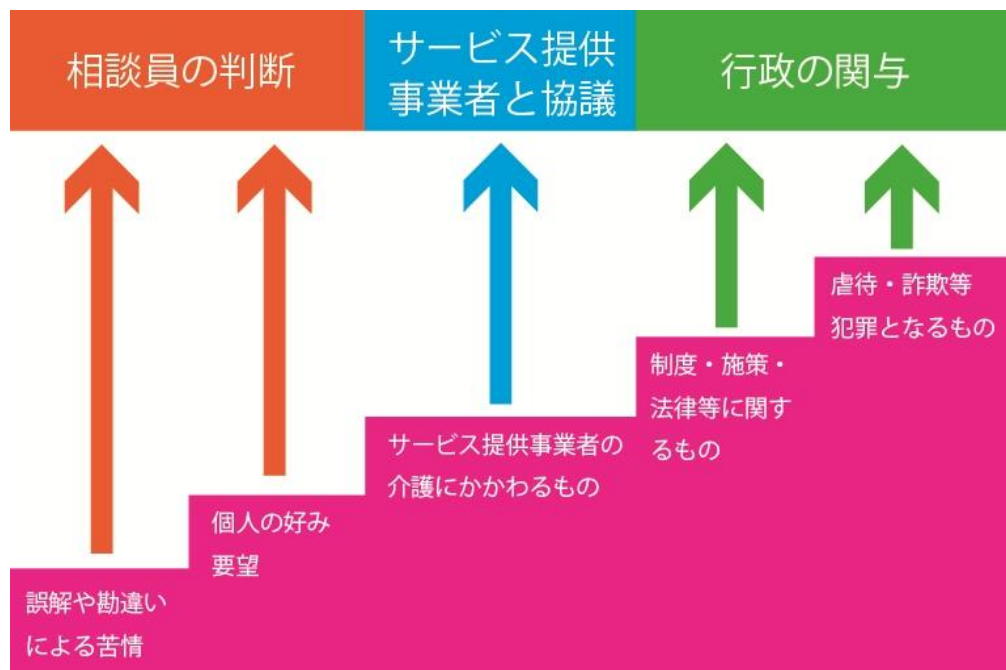 相談員の判断
サービス提供
事業者と協議
行政の関与
虐待・詐欺等
犯罪となるもの
制度・施策・
法律等に関す
るもの
サービス提供事業者の
介護にかかわるもの
個人の好み
要望
誤解や勘違い
による苦情